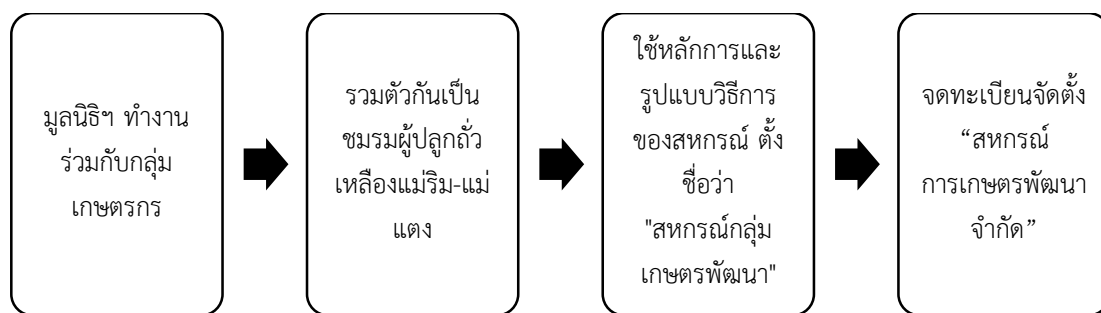 มูลนิธิฯ ทำงาน
ร่วมกับกลุ่ม
เกษตรกร
รวมตัวกันเป็น
ชมรมผู้ปลูกถั่ว
เหลืองแม่ริม-แม่
แตง
ใช้หลักการและ
รูปแบบวิธีการ
ของสหกรณ์ ตั้ง
ชื่อว่า
"สหกรณ์กลุ่ม
เกษตรพัฒนา"
จดทะเบียนจัดตั้ง
“สหกรณ์
การเกษตรพัฒนา
จำกัด”